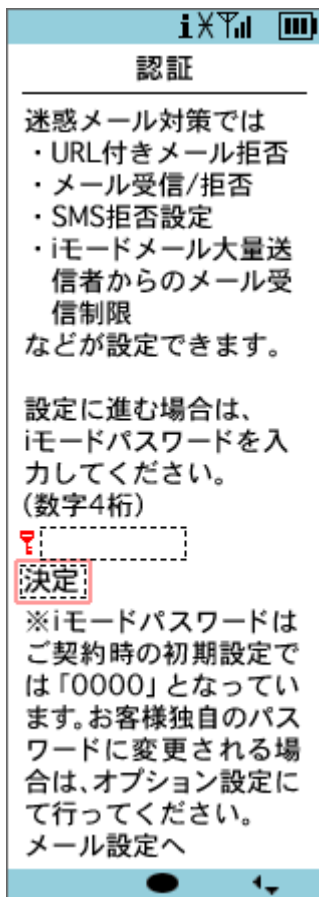 認証
迷惑メール対策では
・URL付きメール拒否
・メール受信/拒否
・SMS拒否設定
・iモードメール大量送
信者からのメール受
信制限
などが設定できます。
設定に進む場合は、
iモードパスワードを入
力してください。
(数字4桁)
決定
※iモードパスワードは
ご契約時の初期設定で
は「0000」となってい
ます。お客様独自のパス
ワードに変更される場
合は、オプション設定に
て行ってください。
メール設定へ